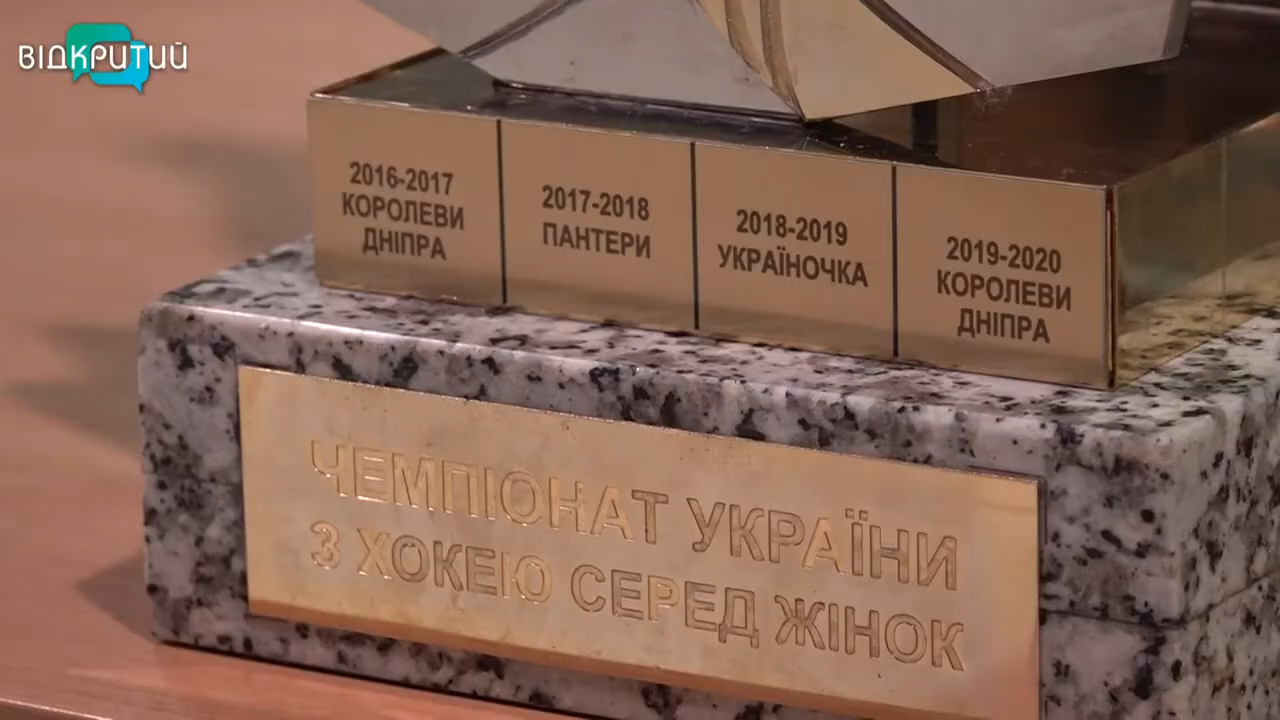 ВІДКРИТИЙ
2016-2017
КОРОЛЕВИ
ДНІПРА
2017-2018
ПАНТЕРИ
2018-2019
УКРАЇНОЧКА
2019-2020
КОРОЛЕВИ
ДНІПРА
ЧЕМПІОНАТ УКРАЇНИ
З ХОКЕЮ СЕРЕД ЖІНОК